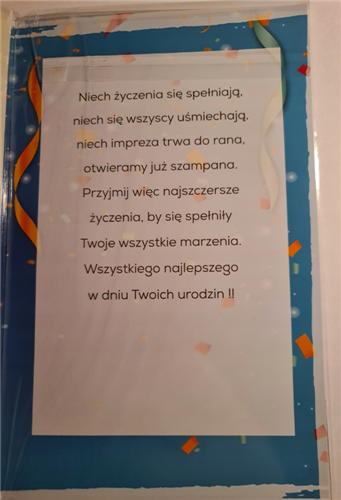 Niech życzenia się spełniają,
niech się wszyscy uśmiechają,
niech impreza trwa do rana,
otwieramy już szampana.
Przyjmij więc najszczersze
życzenia, by się spełniły
Twoje wszystkie marzenia.
Wszystkiego najlepszego
w dniu Twoich urodzin !!